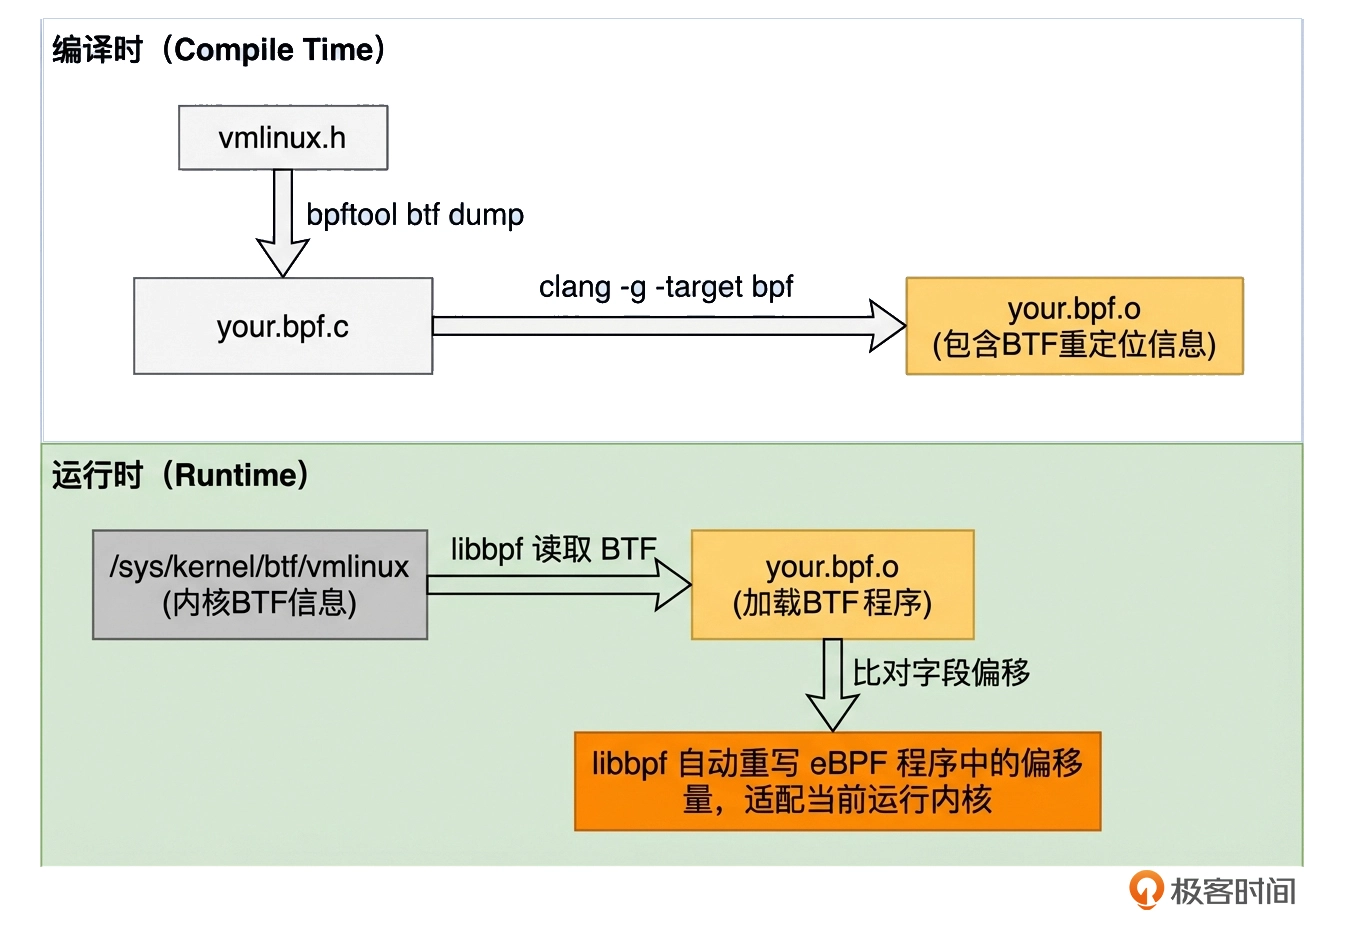 编译时（Compile Time）
vmlinux.h
bpftool btf dump
clang -g -target bpf
your.bpf.c
your.bpf.o
(包含BTF重定位信息)
运行时（Runtime）
/sys/kernel/btf/vmlinux
(内核BTF信息)
libbpf 读取 BTF
your.bpf.o
(加载BTF程序)
比对字段偏移
libbpf 自动重写 eBPF 程序中的偏移
量，适配当前运行内核
极客时间